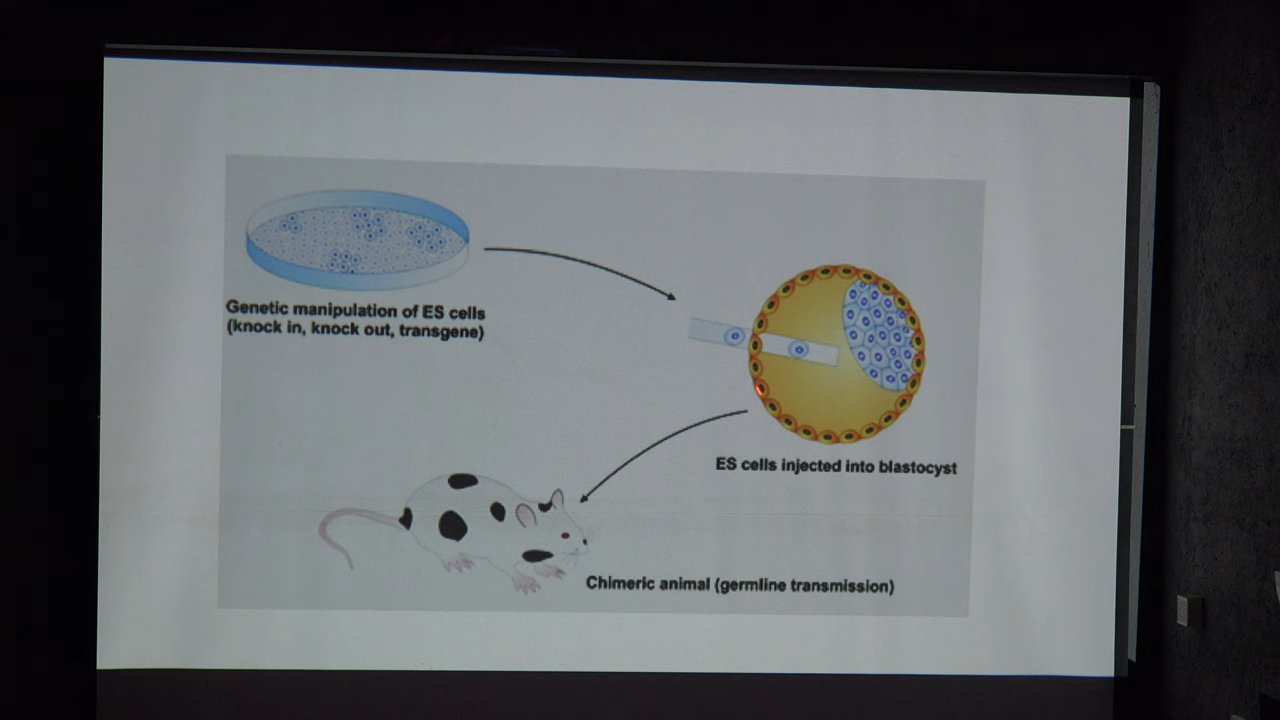 Genetic manipulation of ES cells
(knock in, knock out, transgene)
ES cells injected into blastocyst
Chimeric animal (germline transmission)